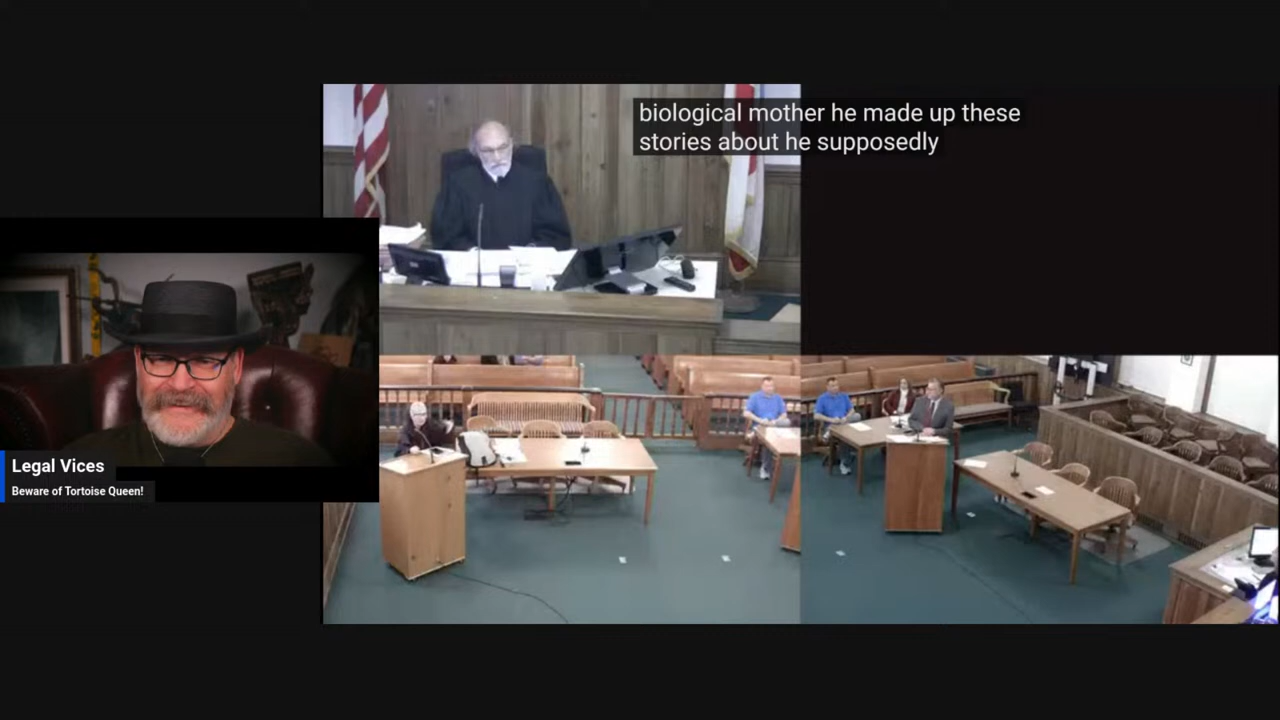 biological mother he made up these
stories about he supposedly
Legal Vices
Beware of Tortoise Queen!